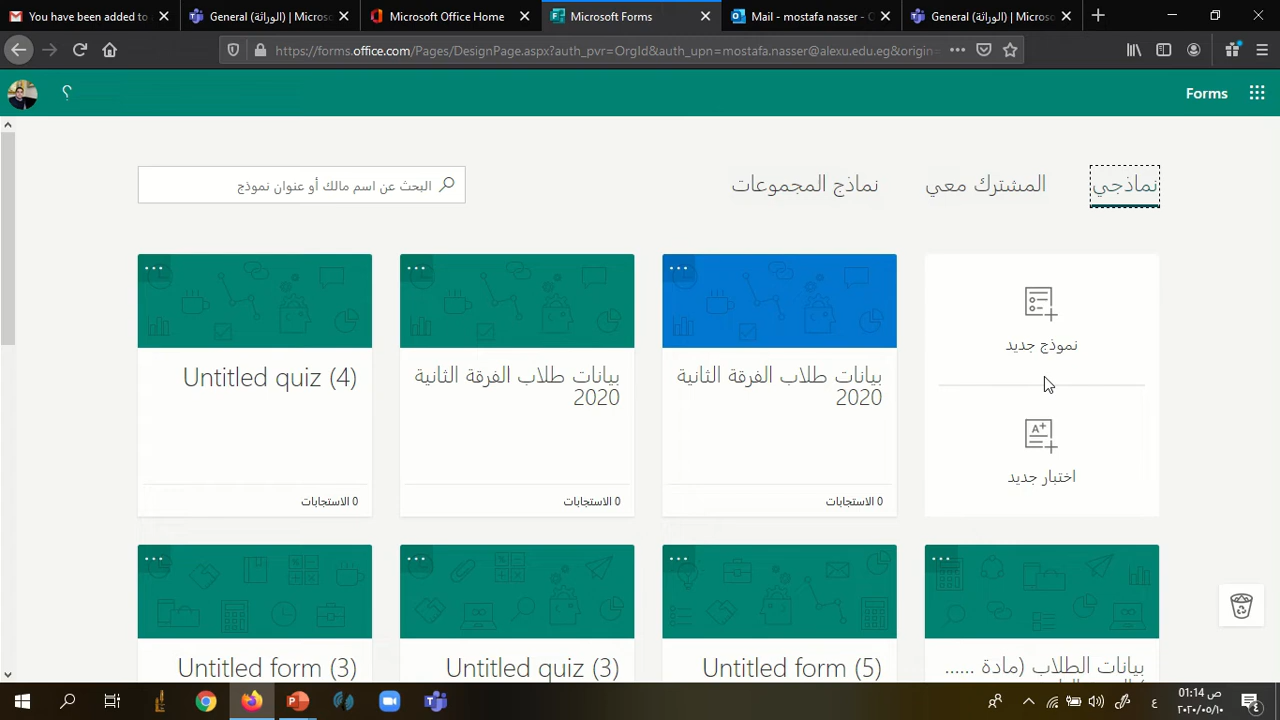 You have been added to
General (الوراثة) | Microso
Microsoft Office Home
Microsoft Forms
Mail - mostafa nasser - O
General (الوراثة) | Microso
https://forms.office.com/Pages/DesignPage.aspx?auth_pvr=OrgId&auth_upn=mostafa.nasser@alexu.edu.eg&origin=
Forms
؟
نماذجي
المشترك معي
نماذج المجموعات
البحث عن اسم مالك أو عنوان نموذج
نموذج جديد
اختبار جديد
بيانات طلاب الفرقة الثانية
2020
0 الاستجابات
بيانات طلاب الفرقة الثانية
2020
0 الاستجابات
Untitled quiz (4)
0 الاستجابات
بيانات الطلاب (مادة ......
Untitled form (5)
Untitled quiz (3)
Untitled form (3)
ع
01:14 ص
٢٠٢٠/٠٥/١٠